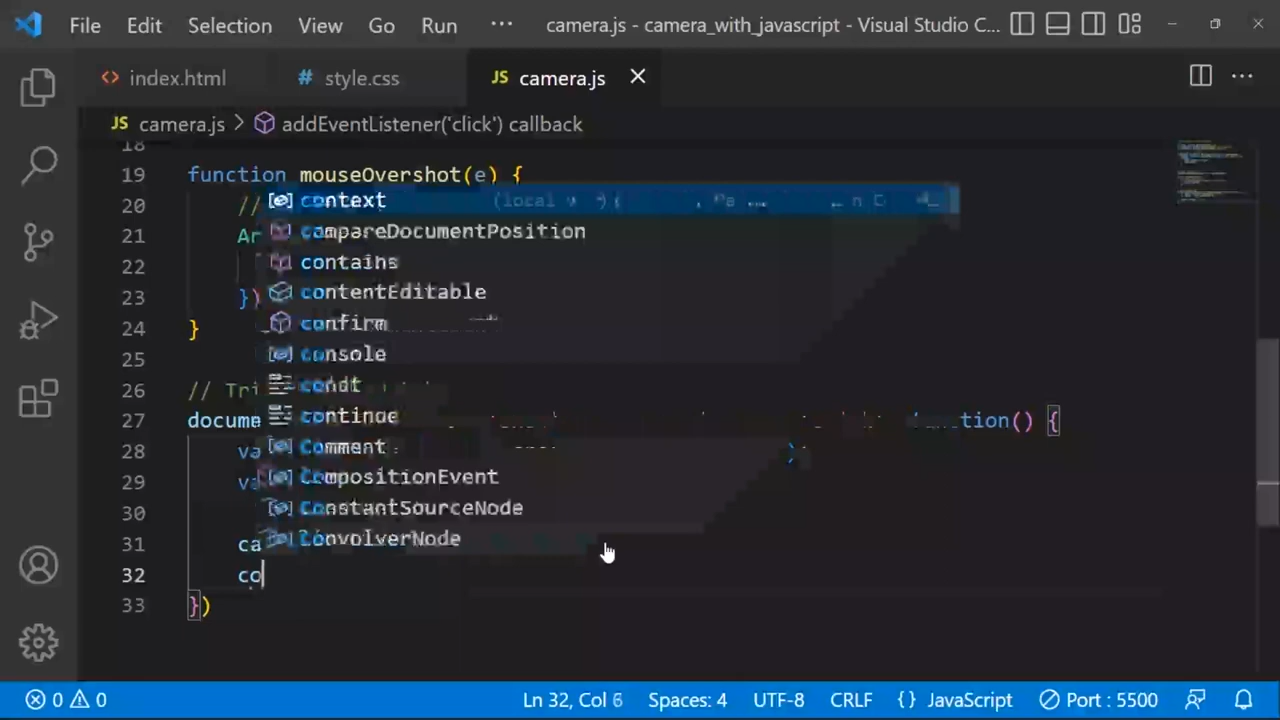 File Edit Selection View Go Run ··· camera.js - camera_with_javascript - Visual Studio C...
<> index.html # style.css JS camera.js
JS camera.js > addEventListener('click') callback
18
19 function mouseOvershot(e) {
20 // context (local
21 Ar campareDocumentPosition
22 contains
23 }) contentEditable
24 } confirm
25 console
26 // Tri
27 docume continue function() {
28 va Comment
29 va CompositionEvent
30 ConstantSourceNode
31 ca ConvolverNode
32 co
33 })
0 0 Ln 32, Col 6 Spaces: 4 UTF-8 CRLF {} JavaScript Port : 5500